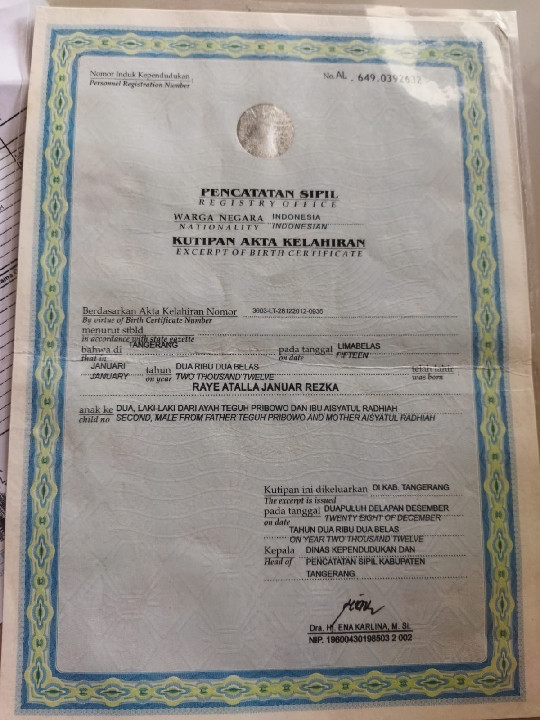 Nomor Induk Kependudukan
Personnel Registration Number
No. AL . 649.0392632
PENCATATAN SIPIL
REGISTRY OFFICE
WARGA NEGARA INDONESIA
NATIONALITY INDONESIAN
KUTIPAN AKTA KELAHIRAN
EXCERPT OF BIRTH CERTIFICATE
Berdasarkan Akta Kelahiran Nomor
By virtue of Birth Certificate Number
menurut stbld
in accordance with state gazette
bahwa di TANGERANG pada tanggal LIMABELAS
that in on date FIFTEEN
JANUARI tahun DUA RIBU DUA BELAS telah lahir
JANUARY on year TWO THOUSAND TWELVE was born
RAYE ATALLA JANUAR REZKA
anak ke DUA, LAKI-LAKI DARI AYAH TEGUH PRIBOWO DAN IBU AISYATUL RADHIAH
child no SECOND, MALE FROM FATHER TEGUH PRIBOWO AND MOTHER AISYATUL RADHIAH
Kutipan ini dikeluarkan DI KAB. TANGERANG
The excerpt is issued
pada tanggal DUAPULUH DELAPAN DESEMBER
on date TWENTY EIGHT OF DECEMBER
TAHUN DUA RIBU DUA BELAS
ON YEAR TWO THOUSAND TWELVE
Kepala DINAS KEPENDUDUKAN DAN
Head of PENCATATAN SIPIL KABUPATEN
TANGERANG
Dra. Hj. ENA KARLINA, M. Si.
NIP. 19600430198503 2 002